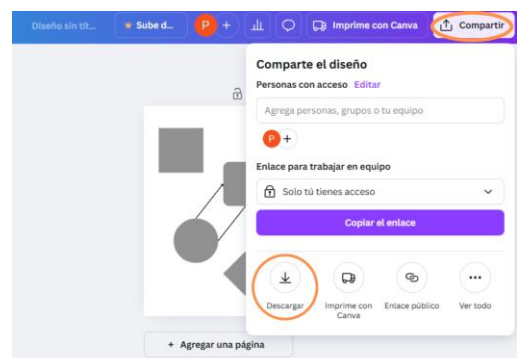 Diseño sin tít...
Sube d...
P
+
Imprime con Canva
Compartir
Comparte el diseño
Personas con acceso Editar
Agrega personas, grupos o tu equipo
P +
Enlace para trabajar en equipo
Solo tú tienes acceso
Copiar el enlace
Descargar
Imprime con
Canva
Enlace público
Ver todo
+ Agregar una página